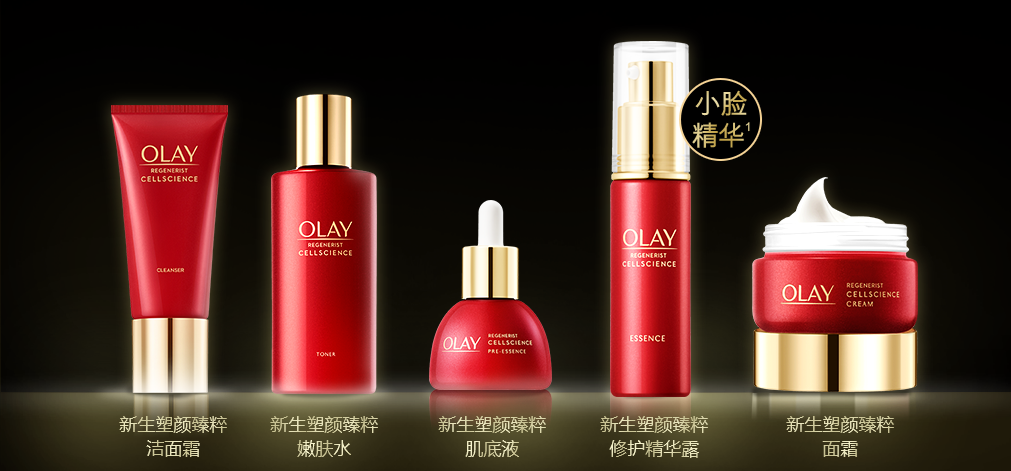 OLAY
REGENERIST
CELLSCIENCE
CLEANSER
OLAY
REGENERIST
CELLSCIENCE
TONER
OLAY
REGENERIST
CELLSCIENCE
PRE-ESSENCE
OLAY
REGENERIST
CELLSCIENCE
ESSENCE
小脸
精华1
OLAY
REGENERIST
CELLSCIENCE
CREAM
新生塑颜臻粹
洁面霜
新生塑颜臻粹
嫩肤水
新生塑颜臻粹
肌底液
新生塑颜臻粹
修护精华露
新生塑颜臻粹
面霜